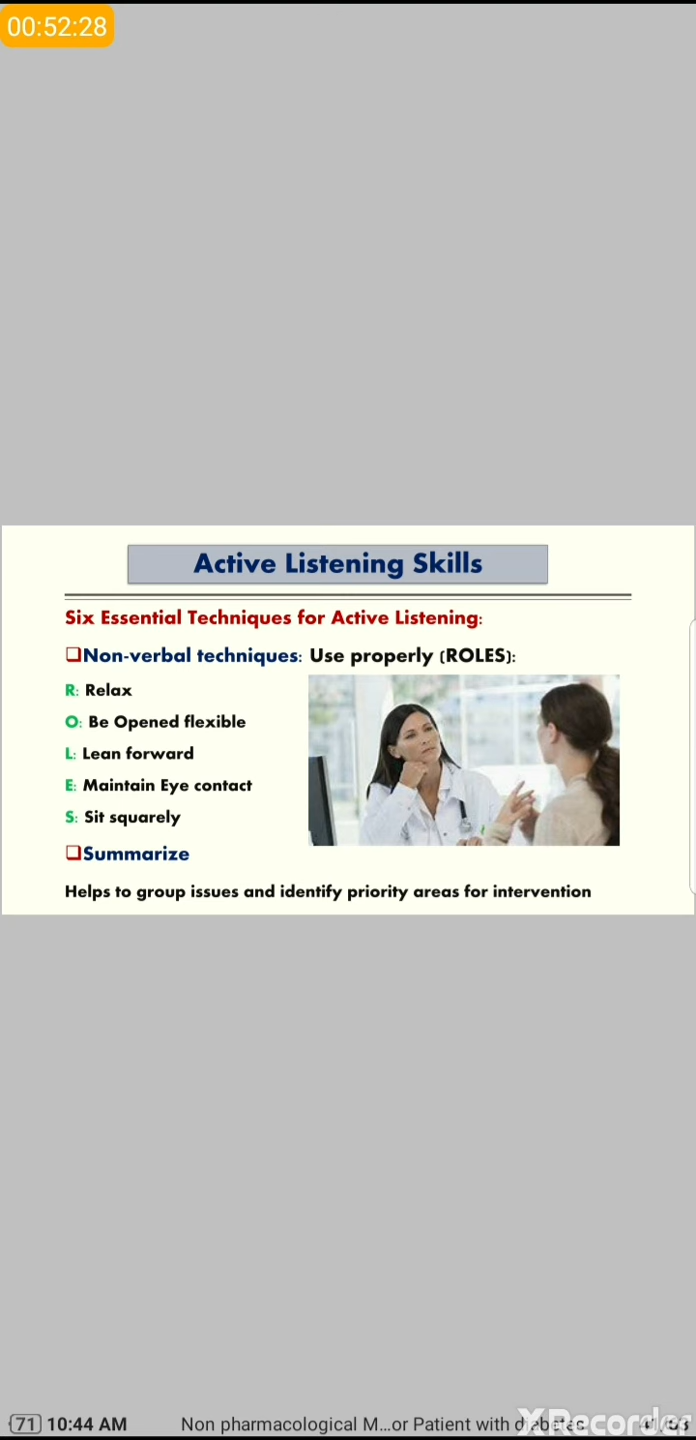 00:52:28
Active Listening Skills
Six Essential Techniques for Active Listening:
❑Non-verbal techniques: Use properly (ROLES):
R: Relax
O: Be Opened flexible
L: Lean forward
E: Maintain Eye contact
S: Sit squarely
❑Summarize
Helps to group issues and identify priority areas for intervention
71 10:44 AM Non pharmacological M...or Patient with diabetes
XRecorder